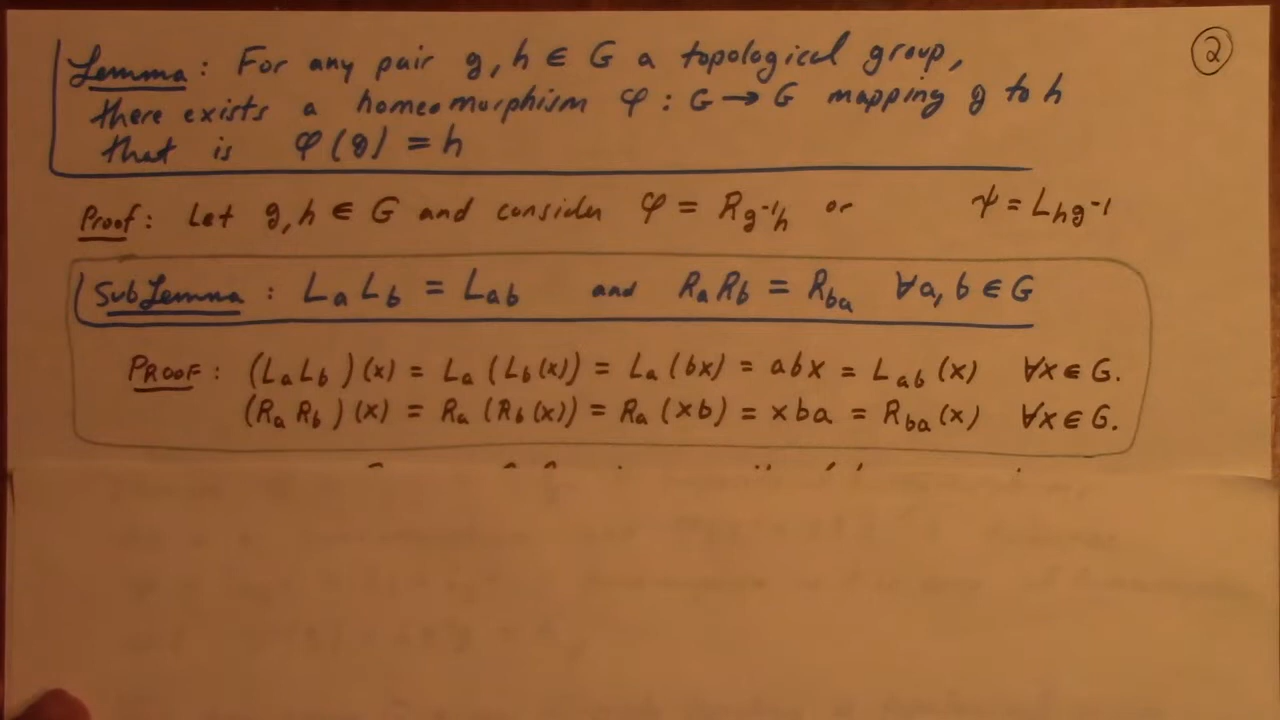 ②
Lemma: For any pair g, h ∈ G a topological group,
there exists a homeomorphism φ : G → G mapping g to h
that is φ(g) = h
Proof: Let g, h ∈ G and consider φ = R_{g⁻¹h} or ψ = L_{hg⁻¹}
SubLemma: L_a L_b = L_{ab} and R_a R_b = R_{ba} ∀a, b ∈ G
PROOF: (L_a L_b)(x) = L_a(L_b(x)) = L_a(bx) = abx = L_{ab}(x) ∀x ∈ G.
(R_a R_b)(x) = R_a(R_b(x)) = R_a(xb) = xba = R_{ba}(x) ∀x ∈ G.